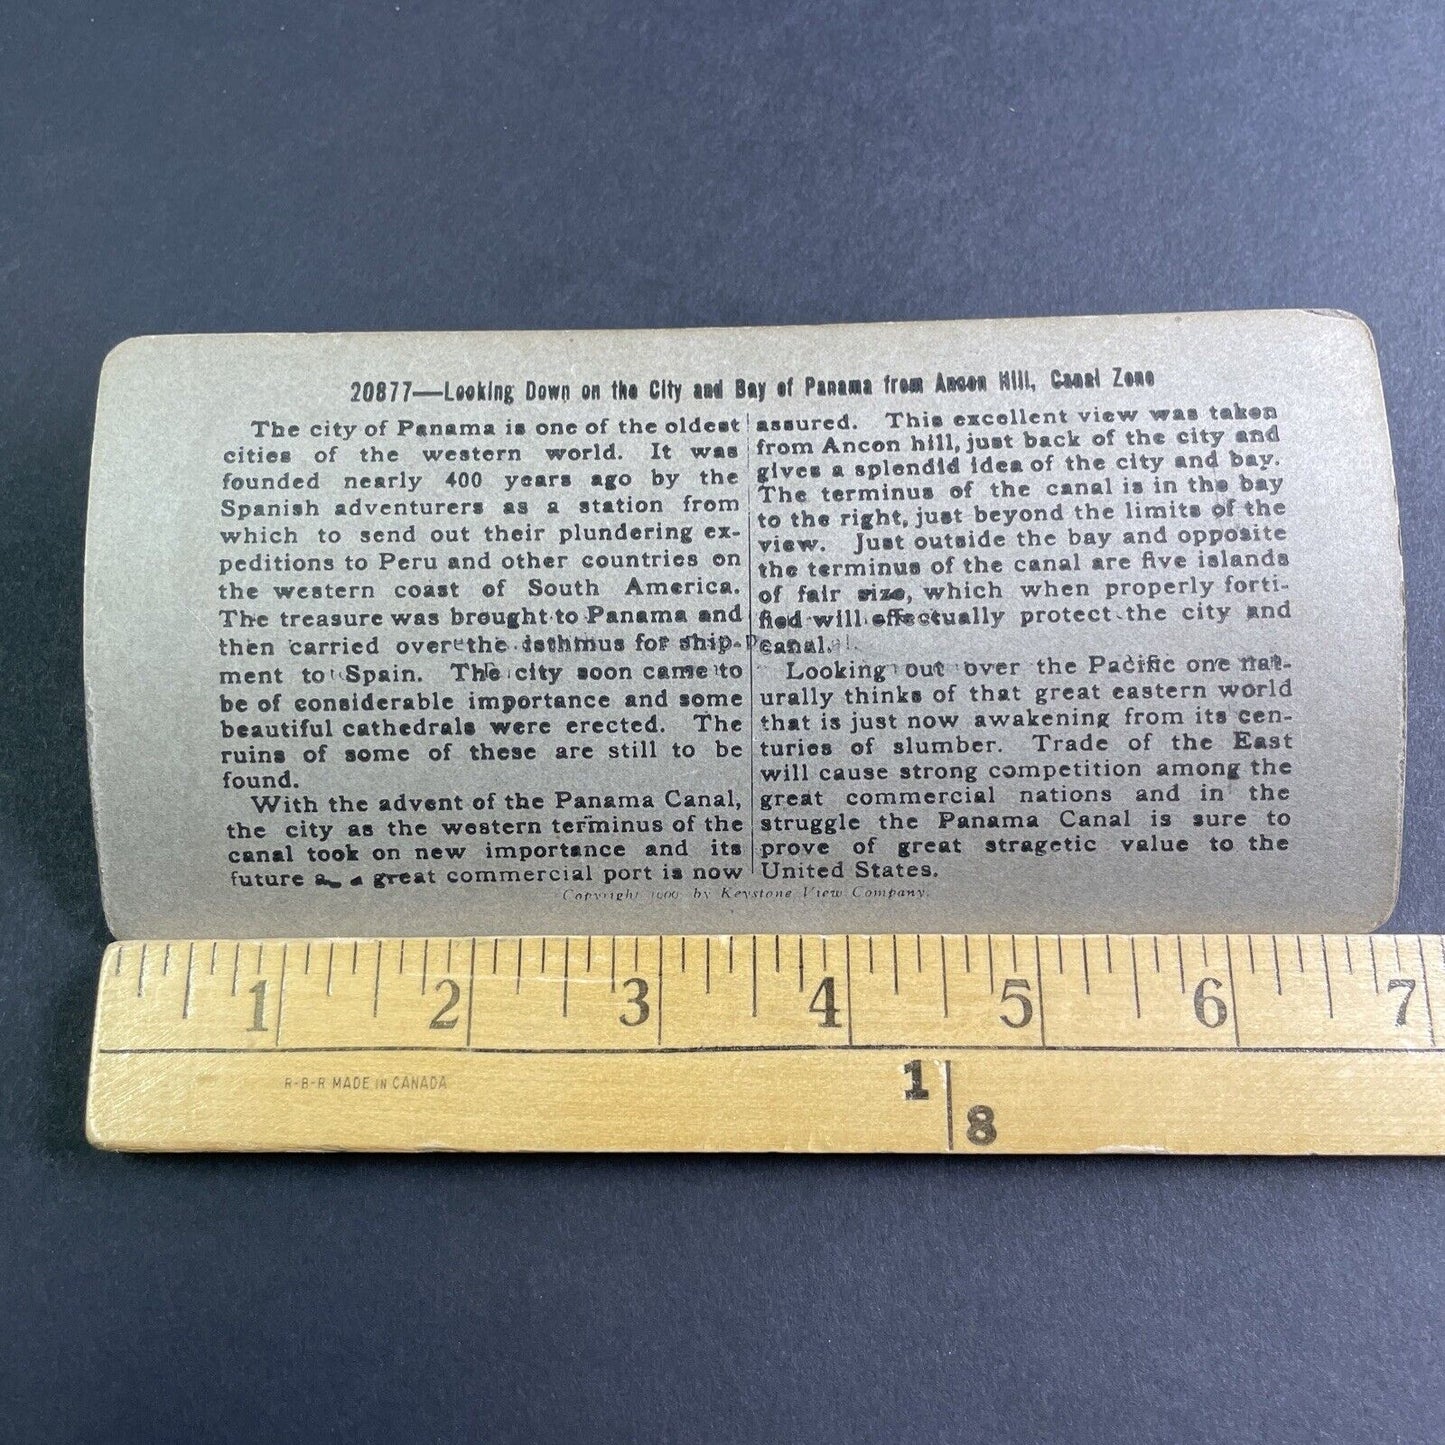 20877—Looking Down on the City and Bay of Panama from Ancon Hill, Canal Zone
The city of Panama is one of the oldest
cities of the western world. It was
founded nearly 400 years ago by the
Spanish adventurers as a station from
which to send out their plundering ex-
peditions to Peru and other countries on
the western coast of South America.
The treasure was brought to Panama and
then carried over the isthmus for ship-
ment to Spain. The city soon came to
be of considerable importance and some
beautiful cathedrals were erected. The
ruins of some of these are still to be
found.
With the advent of the Panama Canal,
the city as the western terminus of the
canal took on new importance and its
future as a great commercial port is now
assured. This excellent view was taken
from Ancon hill, just back of the city and
gives a splendid idea of the city and bay.
The terminus of the canal is in the bay
to the right, just beyond the limits of the
view. Just outside the bay and opposite
the terminus of the canal are five islands
of fair size, which when properly forti-
fied will effectually protect the city and
canal.
Looking out over the Pacific one nat-
urally thinks of that great eastern world
that is just now awakening from its cen-
turies of slumber. Trade of the East
will cause strong competition among the
great commercial nations and in the
struggle the Panama Canal is sure to
prove of great stragetic value to the
United States.
Copyright by Keystone View Company.
1 2 3 4 5 6 7
R-B-R MADE IN CANADA
1
8